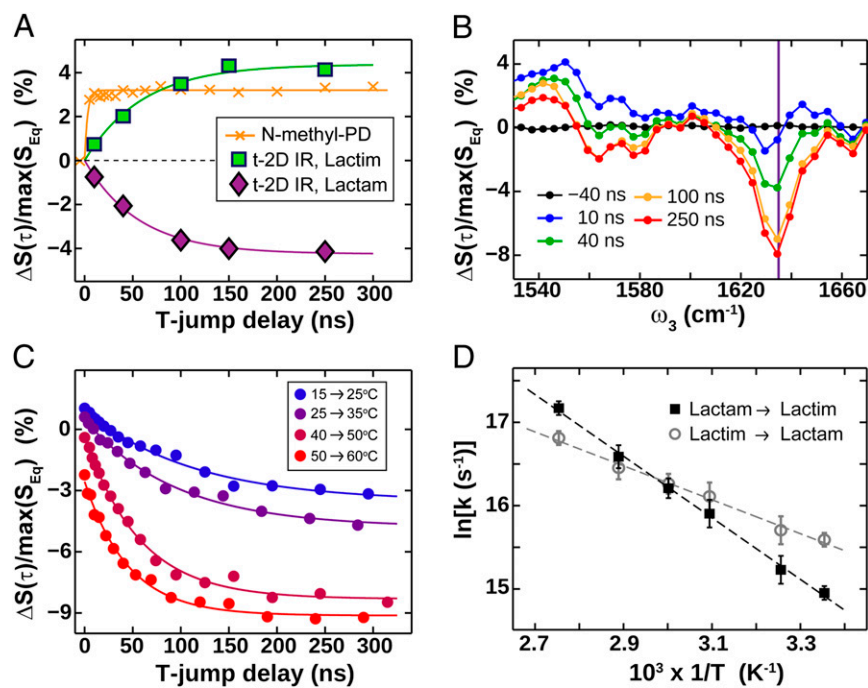 A
ΔS(τ)/max(S_Eq) (%)
4
2
0
−2
−4
N-methyl-PD
t-2D IR, Lactim
t-2D IR, Lactam
0 50 100 150 200 250 300
T-jump delay (ns)
B
ΔS(τ)/max(S_Eq) (%)
4
0
−4
−8
−40 ns
10 ns
40 ns
100 ns
250 ns
1540 1580 1620 1660
ω₃ (cm⁻¹)
C
ΔS(τ)/max(S_Eq) (%)
0
−3
−6
−9
15→25°C
25→35°C
40→50°C
50→60°C
0 50 100 150 200 250 300
T-jump delay (ns)
D
ln[k (s⁻¹)]
17
16
15
Lactam→ Lactim
Lactim → Lactam
2.7 2.9 3.1 3.3
10³ x 1/T (K⁻¹)